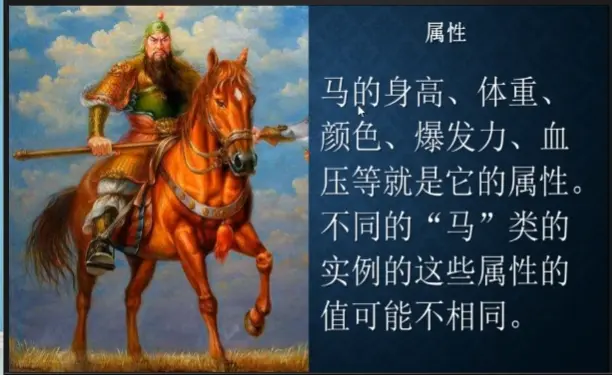 属性
马的身高、体重、
颜色、爆发力、血
压等就是它的属性。
不同的“马”类的
实例的这些属性的
值可能不相同。